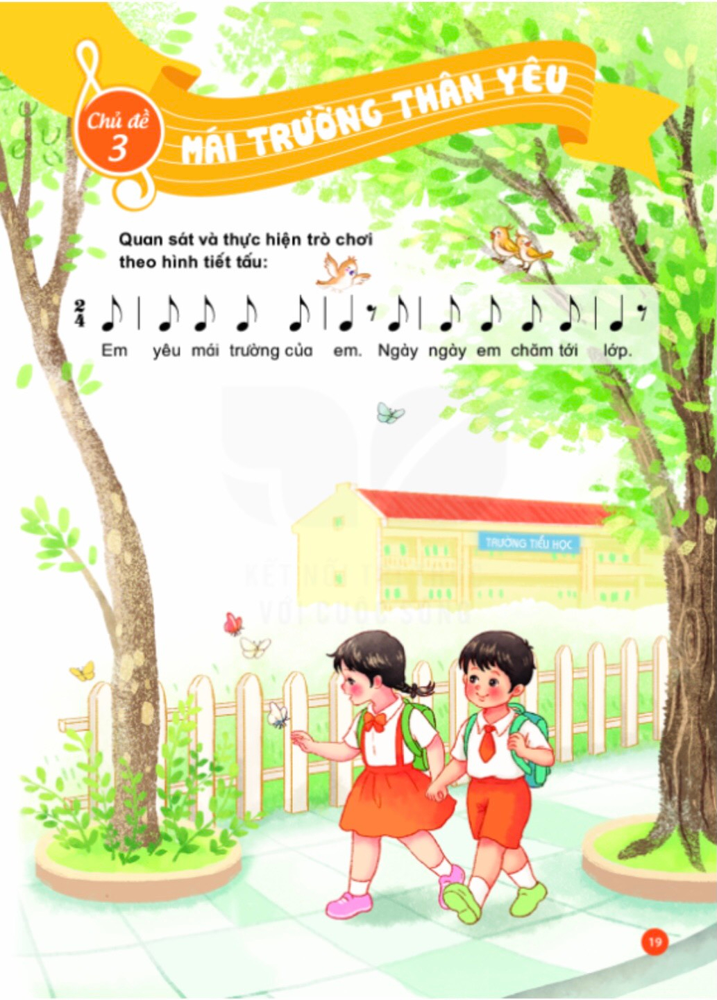 Chủ đề
3
MÁI TRƯỜNG THÂN YÊU
Quan sát và thực hiện trò chơi
theo hình tiết tấu:
2
4
Em yêu mái trường của em. Ngày ngày em chăm tới lớp.
TRƯỜNG TIỂU HỌC
KẾT NỐI TRI THỨC
VỚI CUỘC SỐNG
19